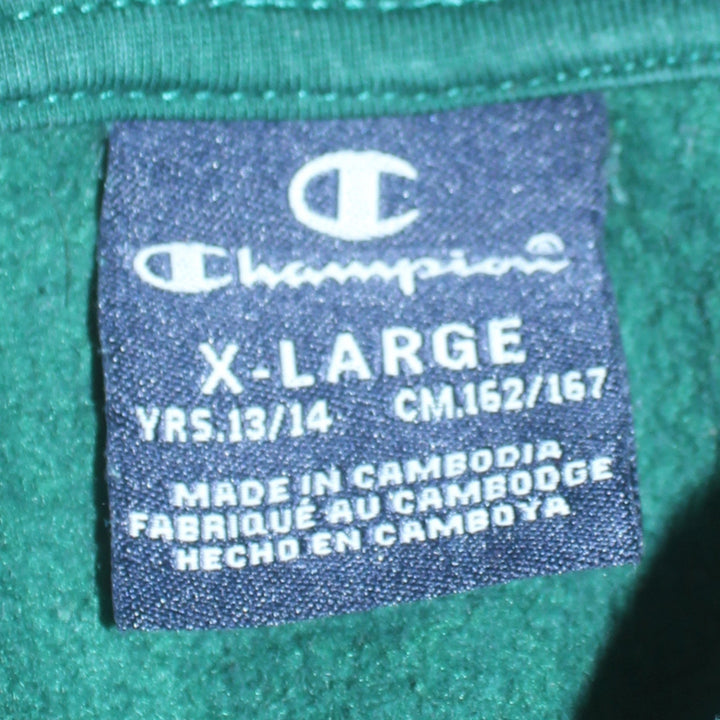 Champion®
X-LARGE
YRS.13/14 CM.162/167
MADE IN CAMBODIA
FABRIQUÉ AU CAMBODGE
HECHO EN CAMBOYA